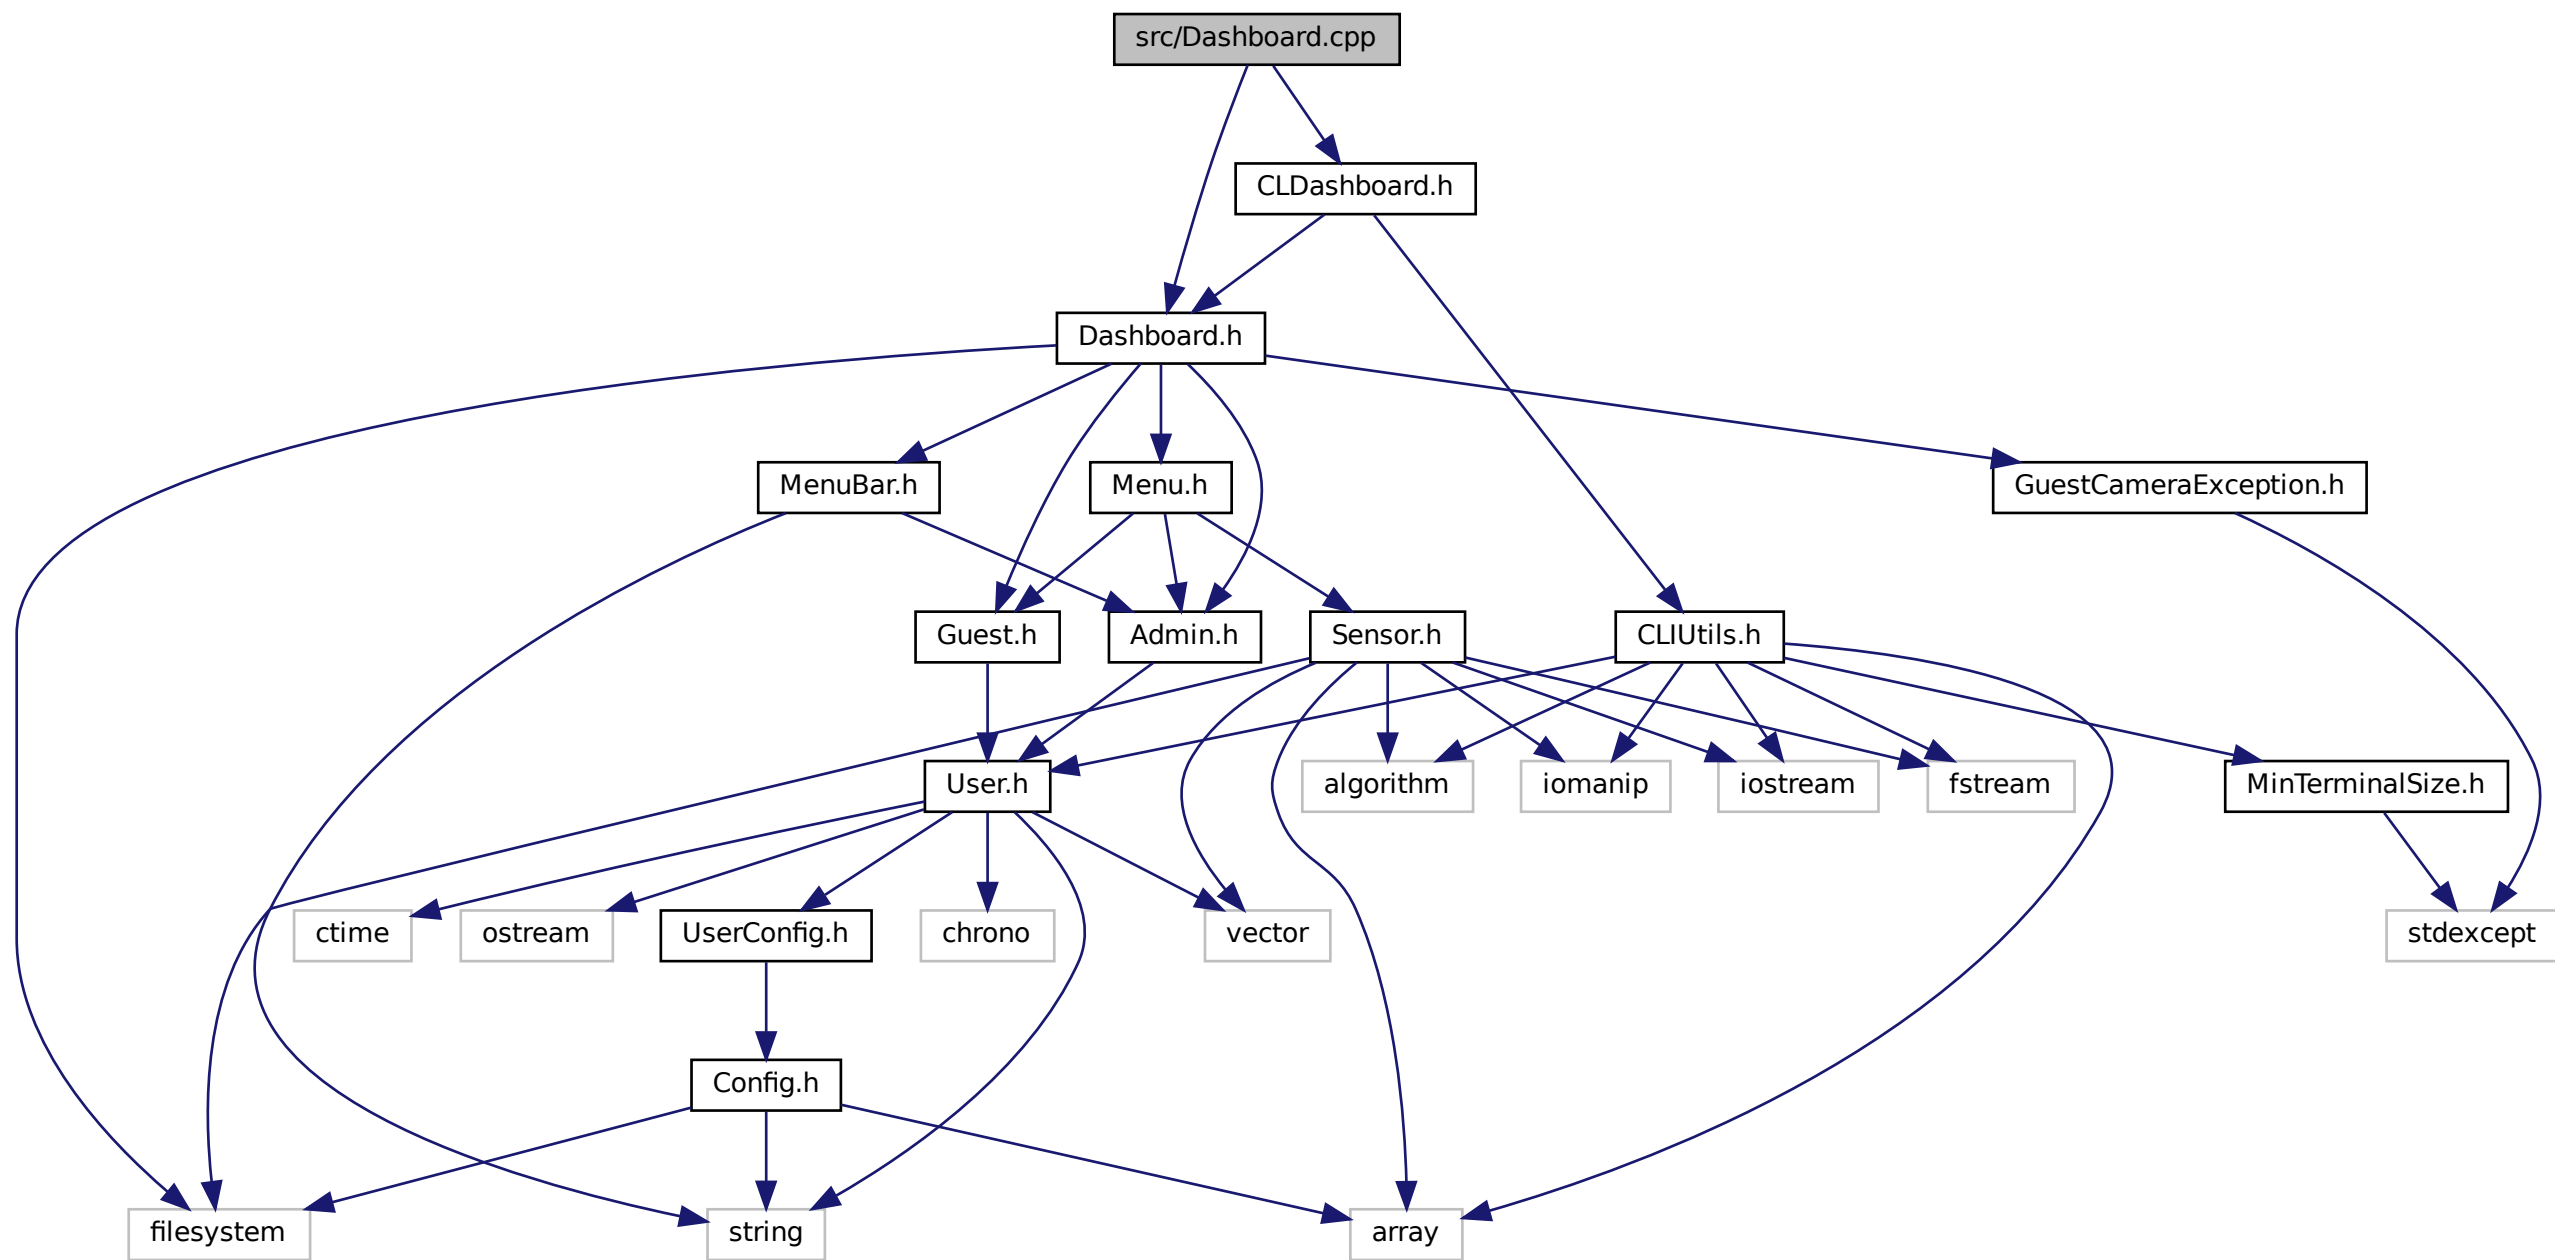 src/Dashboard.cpp
CLDashboard.h
Dashboard.h
MenuBar.h
Menu.h
GuestCameraException.h
Guest.h
Admin.h
Sensor.h
CLIUtils.h
User.h
algorithm
iomanip
iostream
fstream
MinTerminalSize.h
ctime
ostream
UserConfig.h
chrono
vector
stdexcept
Config.h
filesystem
string
array